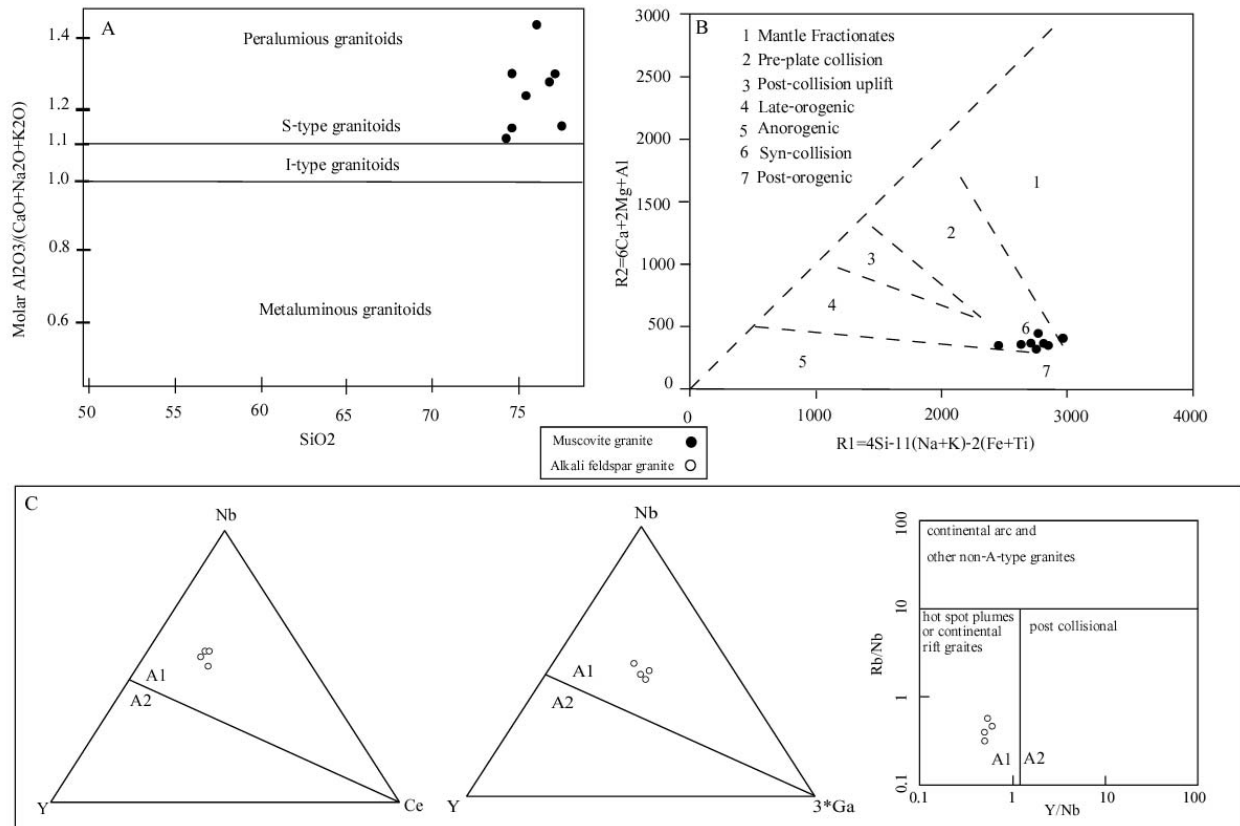 A
Peralumious granitoids
S-type granitoids
I-type granitoids
Metaluminous granitoids
1.4
1.2
1.1
1.0
0.8
0.6
Molar Al2O3/(CaO+Na2O+K2O)
50
55
60
65
70
75
SiO2
B
1 Mantle Fractionates
2 Pre-plate collision
3 Post-collision uplift
4 Late-orogenic
5 Anorogenic
6 Syn-collision
7 Post-orogenic
3000
2500
2000
1500
1000
500
0
R2=6Ca+2Mg+Al
1
2
3
4
5
6
7
0
1000
2000
3000
4000
R1=4Si-11(Na+K)-2(Fe+Ti)
Muscovite granite
Alkali feldspar granite
C
Nb
A1
A2
Y
Ce
Nb
A1
A2
Y
3*Ga
continental arc and
other non-A-type granites
hot spot plumes
or continental
rift graites
post collisional
A1
A2
100
10
1
0.1
Rb/Nb
0.1
1
10
100
Y/Nb